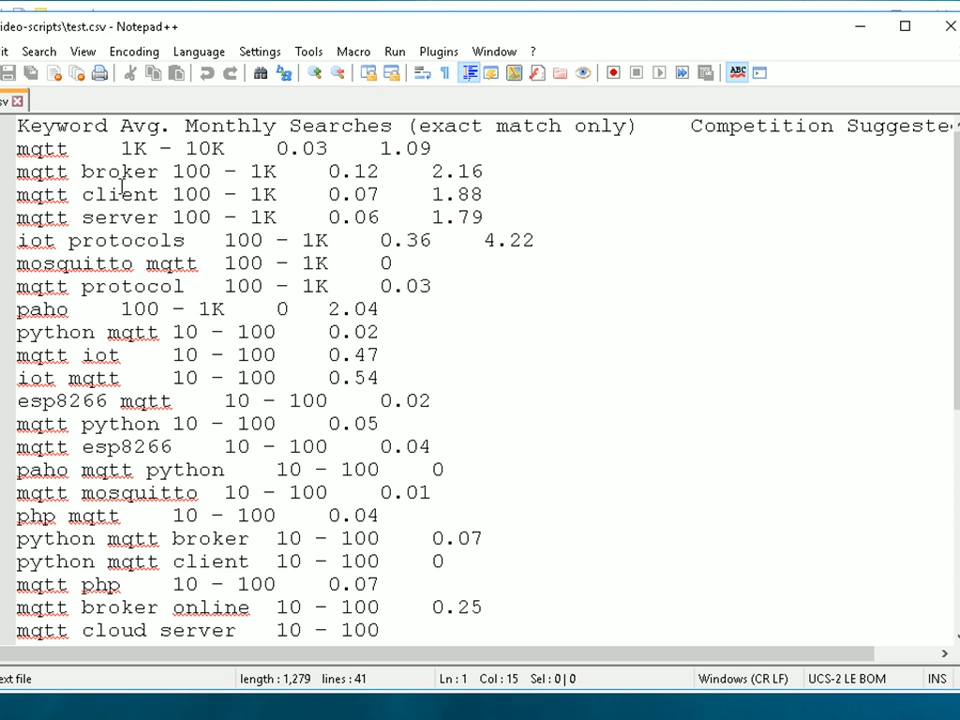 ideo-scripts\test.csv - Notepad++
it Search View Encoding Language Settings Tools Macro Run Plugins Window ?
ABC
sv
Keyword Avg. Monthly Searches (exact match only) Competition Suggeste
mqtt 1K - 10K 0.03 1.09
mqtt broker 100 - 1K 0.12 2.16
mqtt client 100 - 1K 0.07 1.88
mqtt server 100 - 1K 0.06 1.79
iot protocols 100 - 1K 0.36 4.22
mosquitto mqtt 100 - 1K 0
mqtt protocol 100 - 1K 0.03
paho 100 - 1K 0 2.04
python mqtt 10 - 100 0.02
mqtt iot 10 - 100 0.47
iot mqtt 10 - 100 0.54
esp8266 mqtt 10 - 100 0.02
mqtt python 10 - 100 0.05
mqtt esp8266 10 - 100 0.04
paho mqtt python 10 - 100 0
mqtt mosquitto 10 - 100 0.01
php mqtt 10 - 100 0.04
python mqtt broker 10 - 100 0.07
python mqtt client 10 - 100 0
mqtt php 10 - 100 0.07
mqtt broker online 10 - 100 0.25
mqtt cloud server 10 - 100
ext file length : 1,279 lines : 41 Ln : 1 Col : 15 Sel : 0 | 0 Windows (CR LF) UCS-2 LE BOM INS